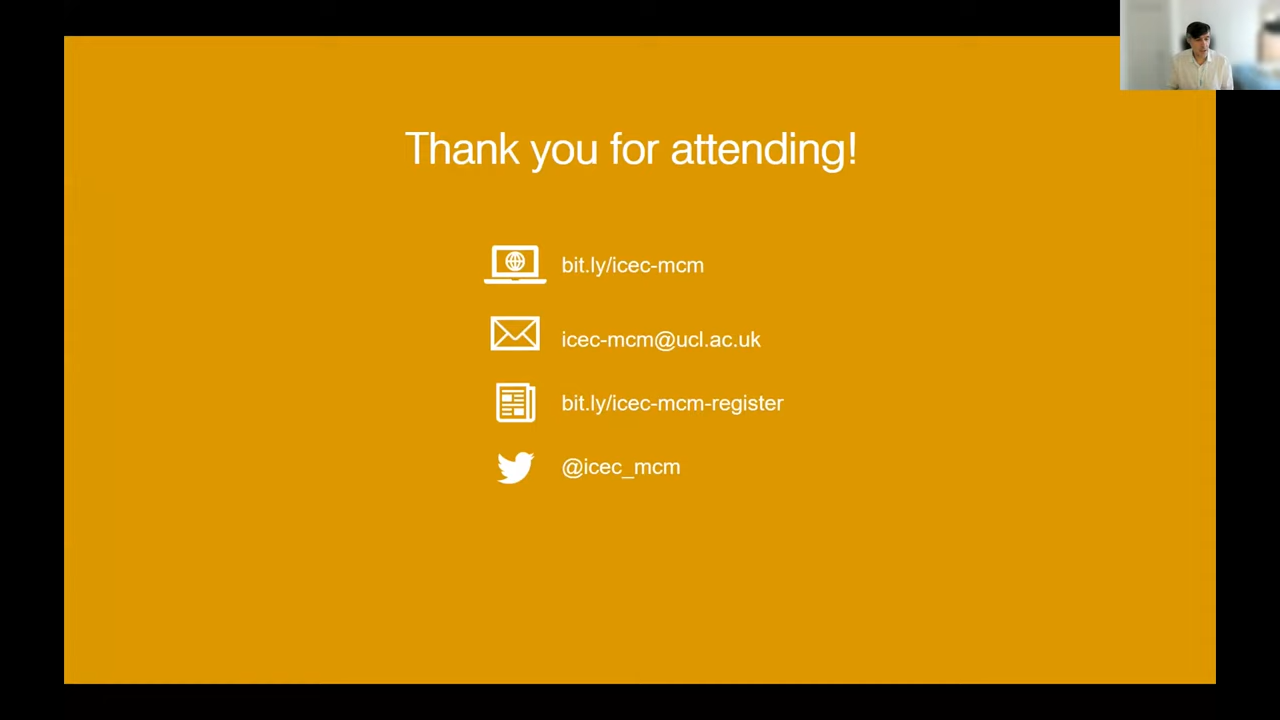 Thank you for attending!
bit.ly/icec-mcm
icec-mcm@ucl.ac.uk
bit.ly/icec-mcm-register
@icec_mcm